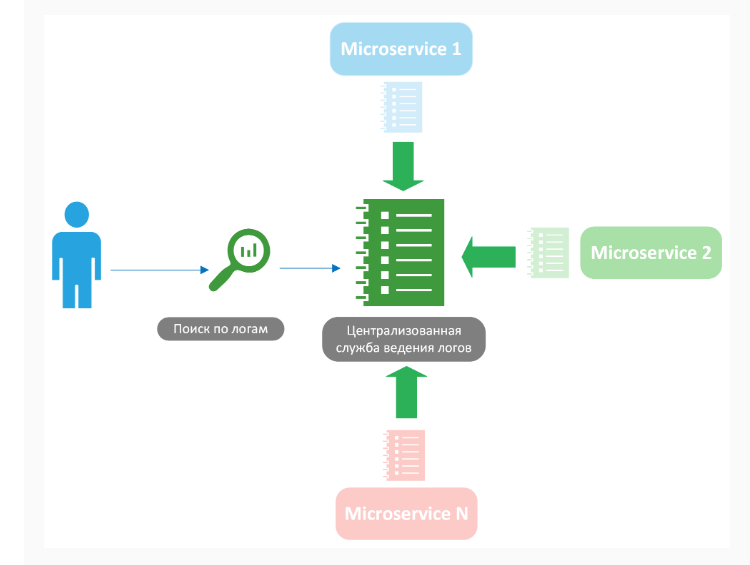 Microservice 1
Microservice 2
Поиск по логам
Централизованная
служба ведения логов
Microservice N